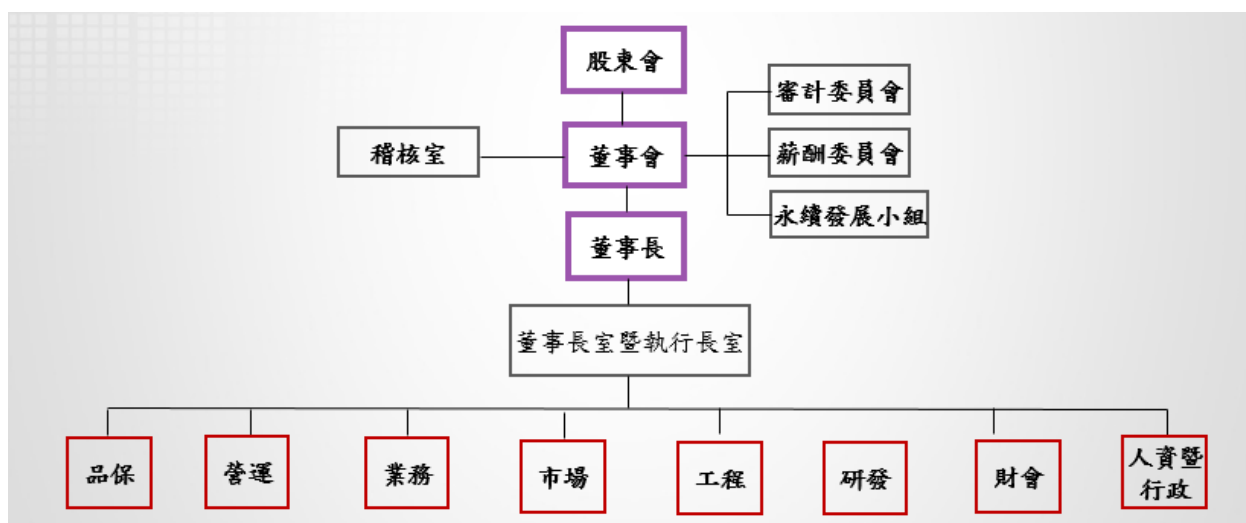 股東會
審計委員會
稽核室
董事會
薪酬委員會
永續發展小組
董事長
董事長室暨執行長室
品保
營運
業務
市場
工程
研發
財會
人資暨
行政